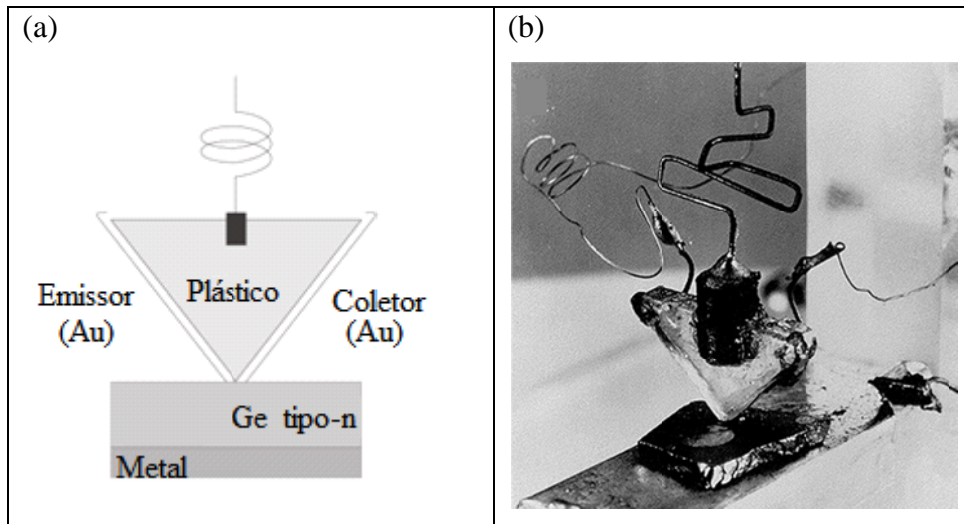 (a)
(b)
Emissor
(Au)
Plástico
Coletor
(Au)
Ge tipo-n
Metal